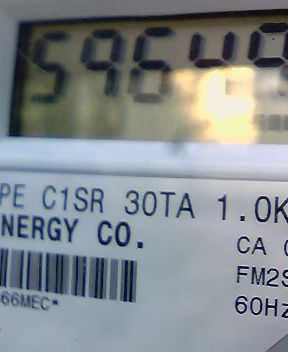 59649
PE C1SR 30TA 1.0K
NERGY CO.
CA
FM2S
66MEC*
60Hz